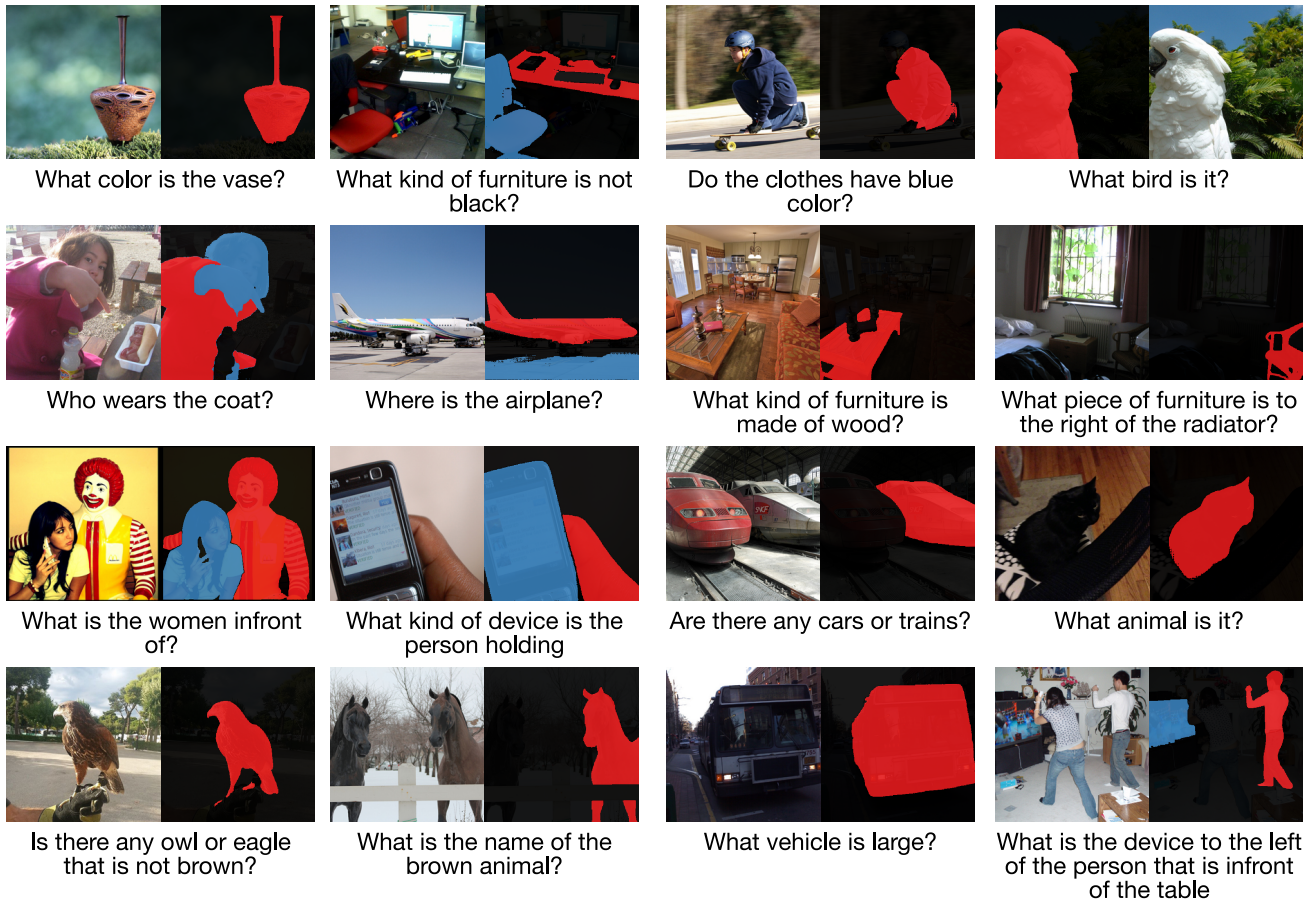 What color is the vase?
What kind of furniture is not
black?
Do the clothes have blue
color?
What bird is it?
Who wears the coat?
Where is the airplane?
What kind of furniture is
made of wood?
What piece of furniture is to
the right of the radiator?
What is the women infront
of?
What kind of device is the
person holding
Are there any cars or trains?
What animal is it?
Is there any owl or eagle
that is not brown?
What is the name of the
brown animal?
What vehicle is large?
What is the device to the left
of the person that is infront
of the table